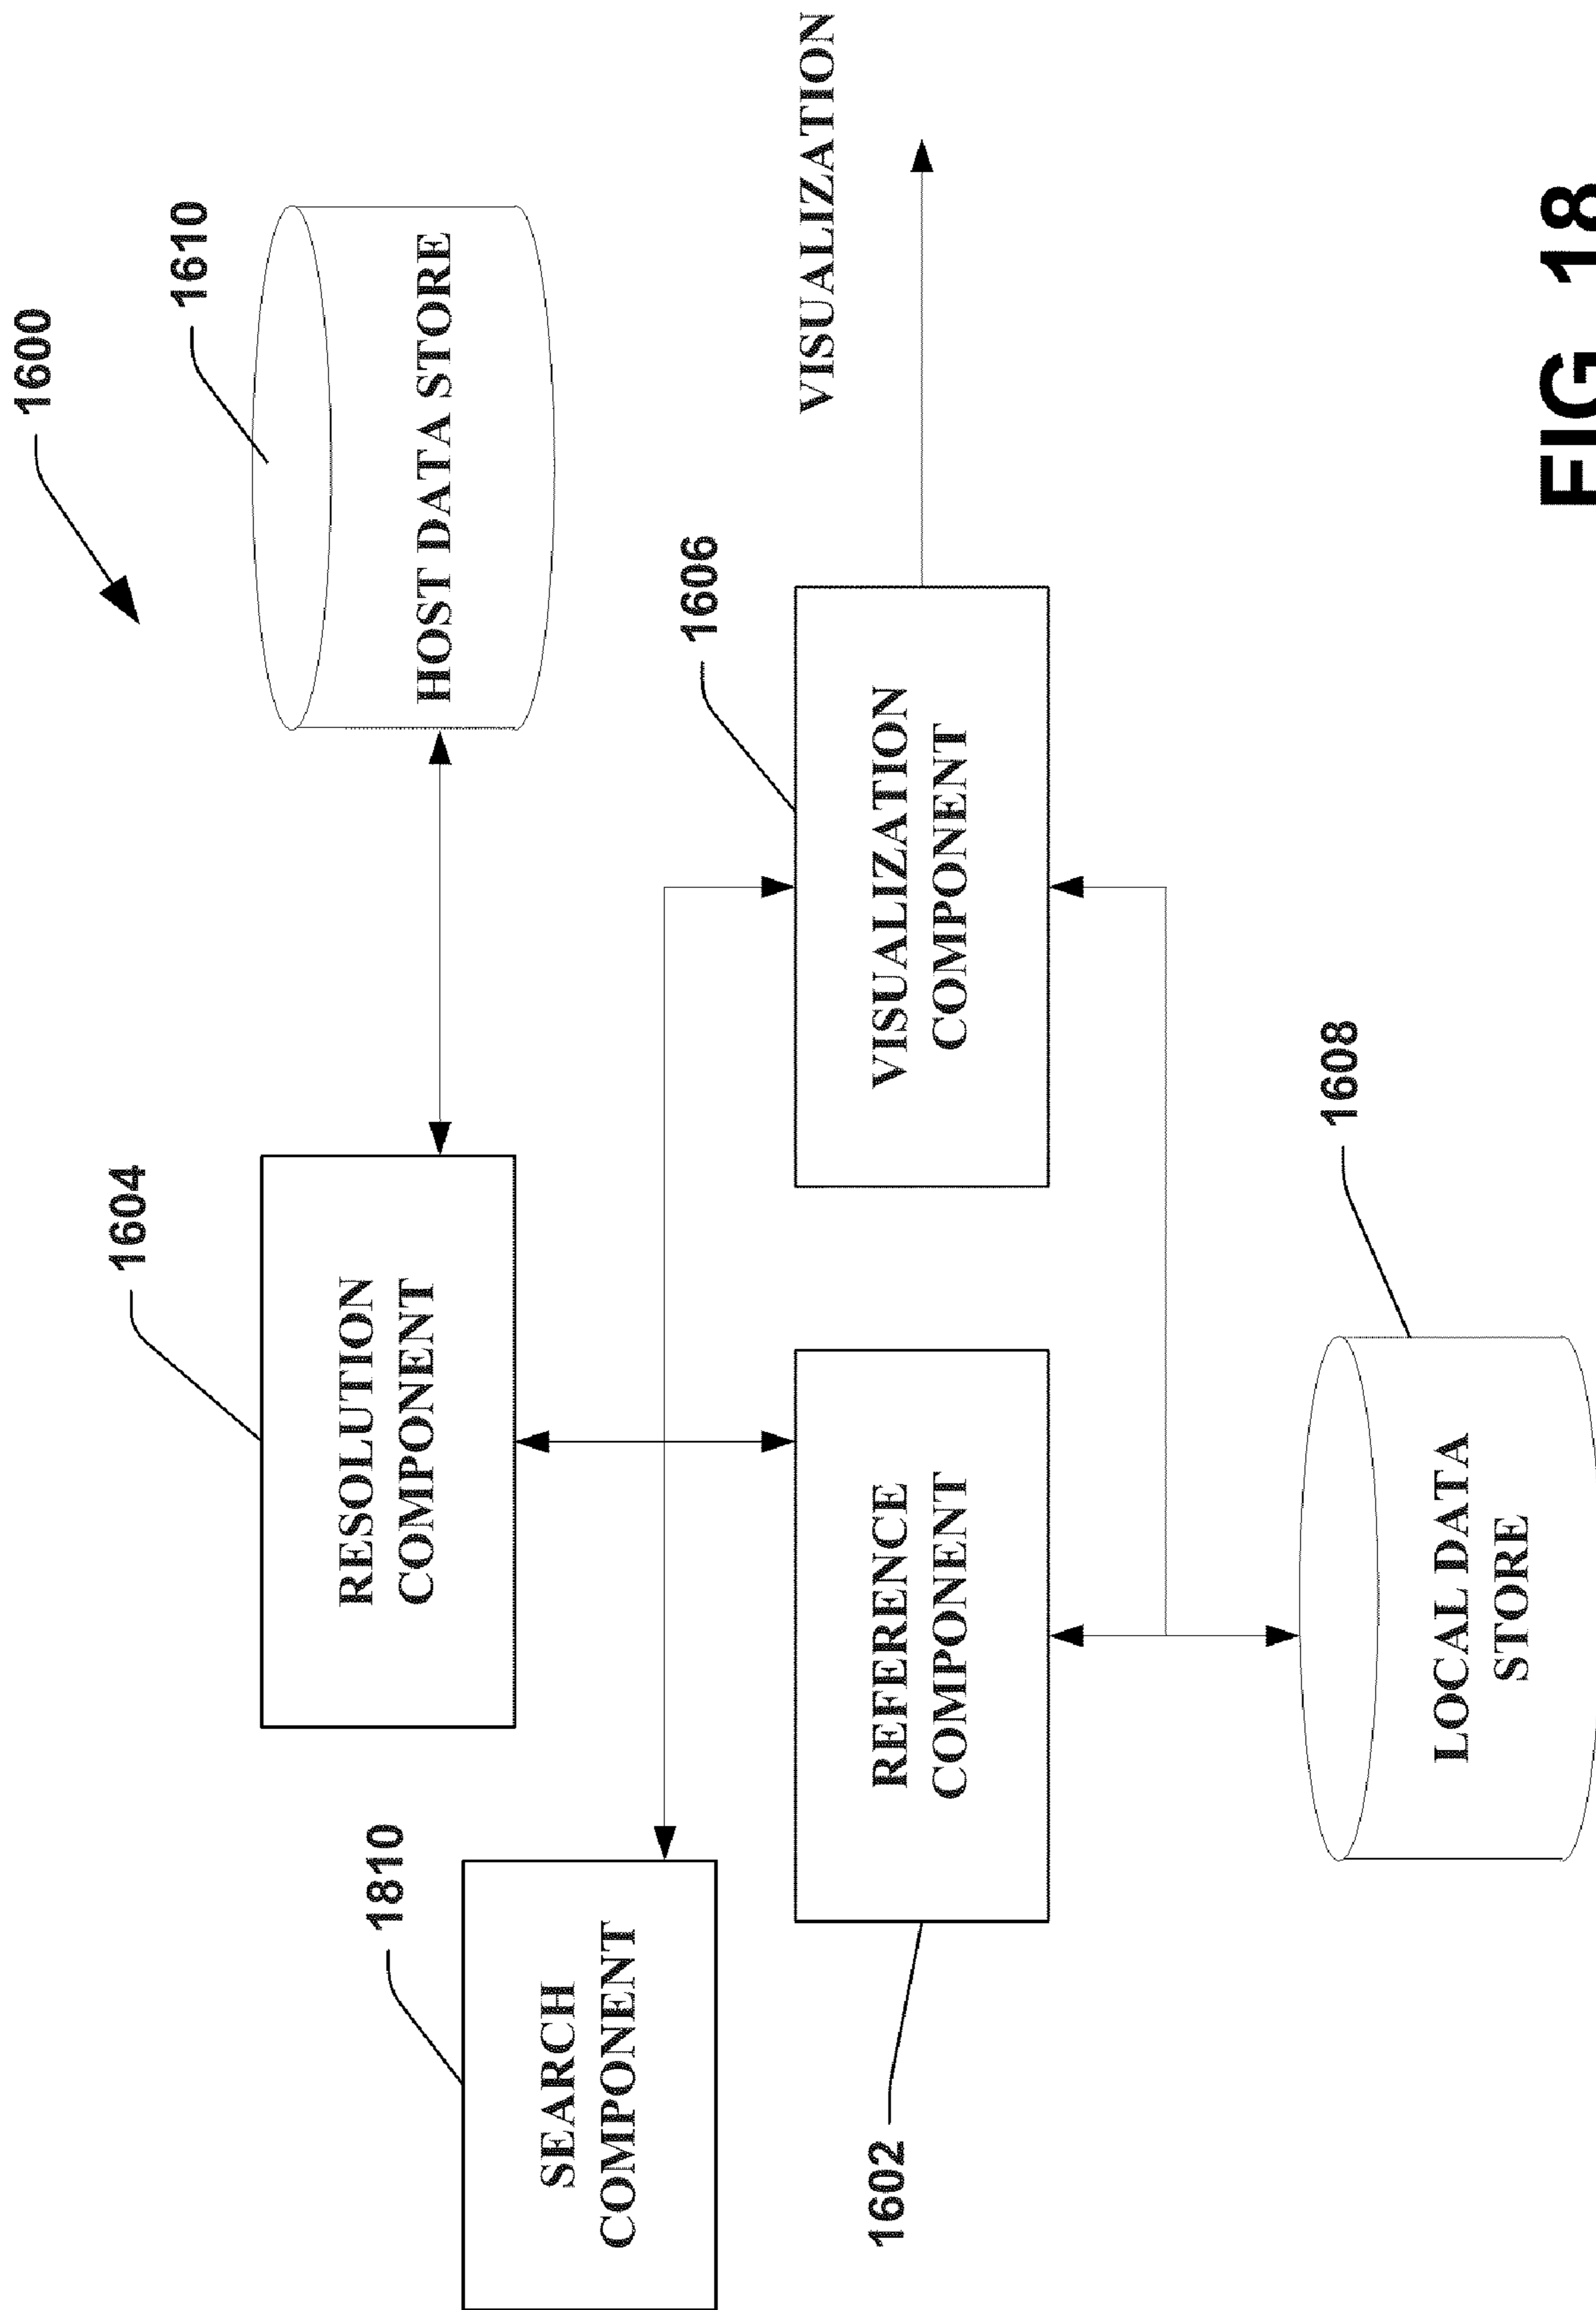 1600
1610
HOST DATA STORE
1604
RESOLUTION
COMPONENT
1810
SEARCH
COMPONENT
1606
VISUALIZATION
COMPONENT
VISUALIZATION
REFERENCE
COMPONENT
1602
1608
LOCAL DATA
STORE
FIG. 18